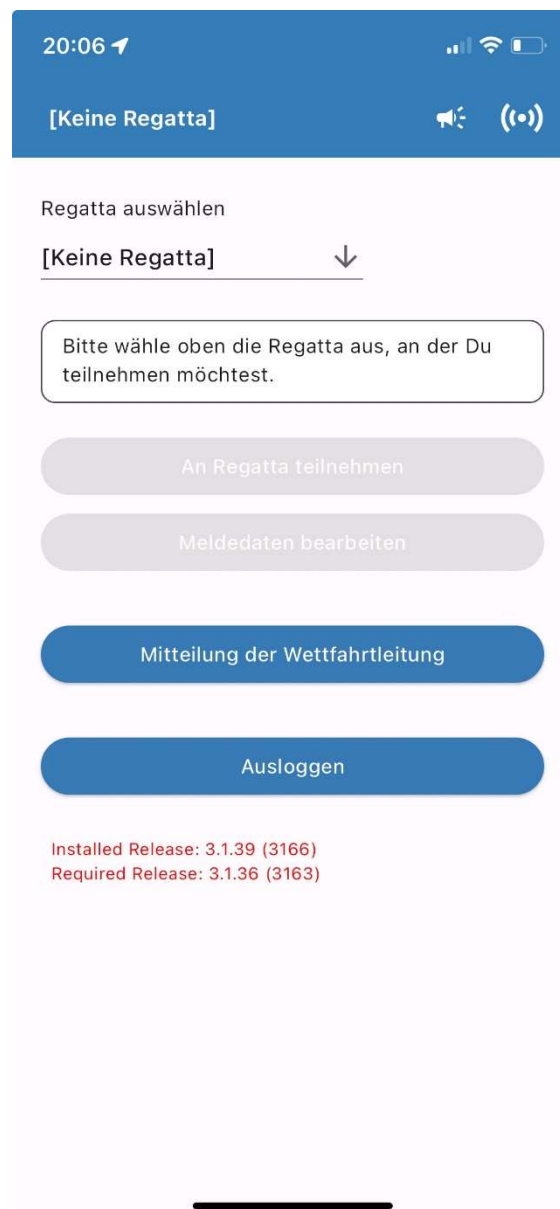 20:06
[Keine Regatta]
Regatta auswählen
[Keine Regatta]
Bitte wähle oben die Regatta aus, an der Du
teilnehmen möchtest.
An Regatta teilnehmen
Meldedaten bearbeiten
Mitteilung der Wettfahrtleitung
Ausloggen
Installed Release: 3.1.39 (3166)
Required Release: 3.1.36 (3163)